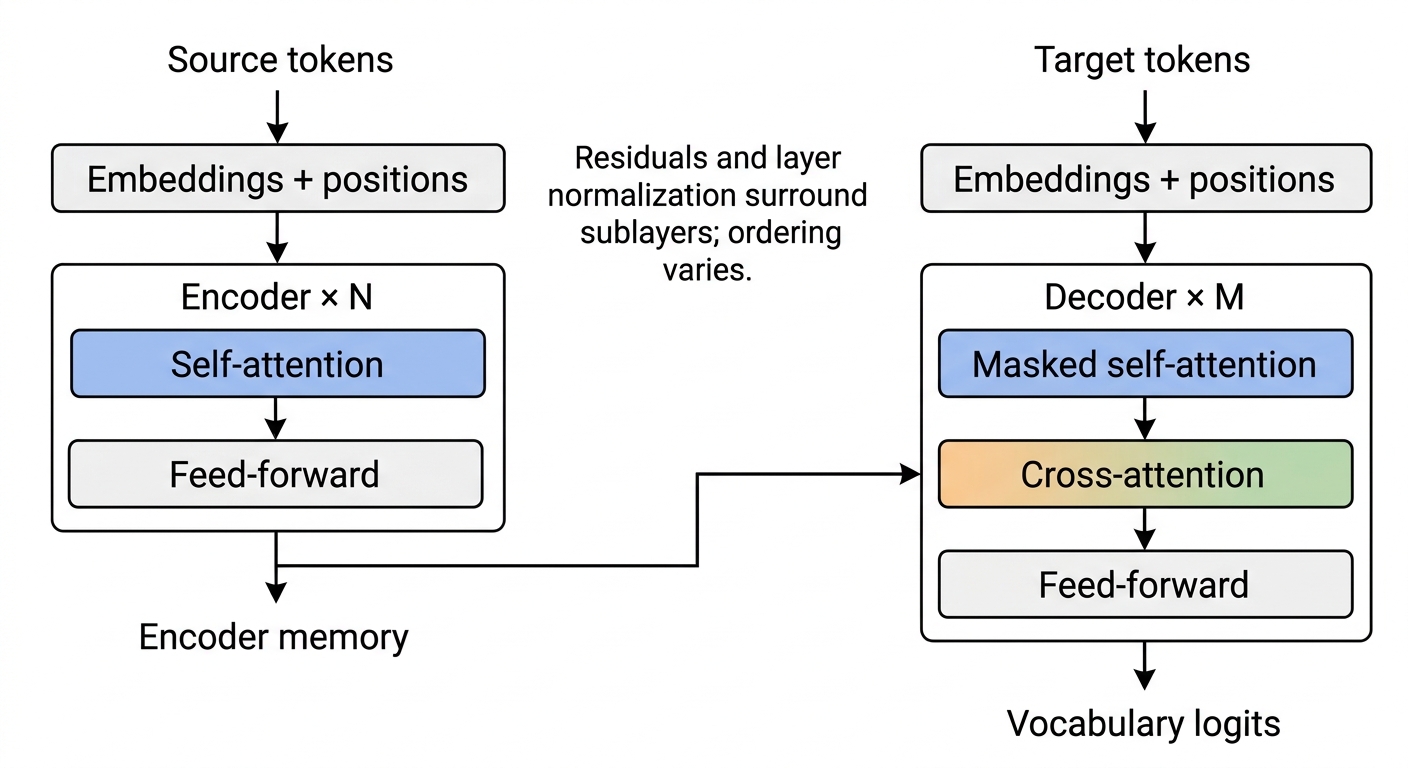 Source tokens
Embeddings + positions
Encoder × N
Self-attention
Feed-forward
Encoder memory
Residuals and layer
normalization surround
sublayers; ordering
varies.
Target tokens
Embeddings + positions
Decoder × M
Masked self-attention
Cross-attention
Feed-forward
Vocabulary logits